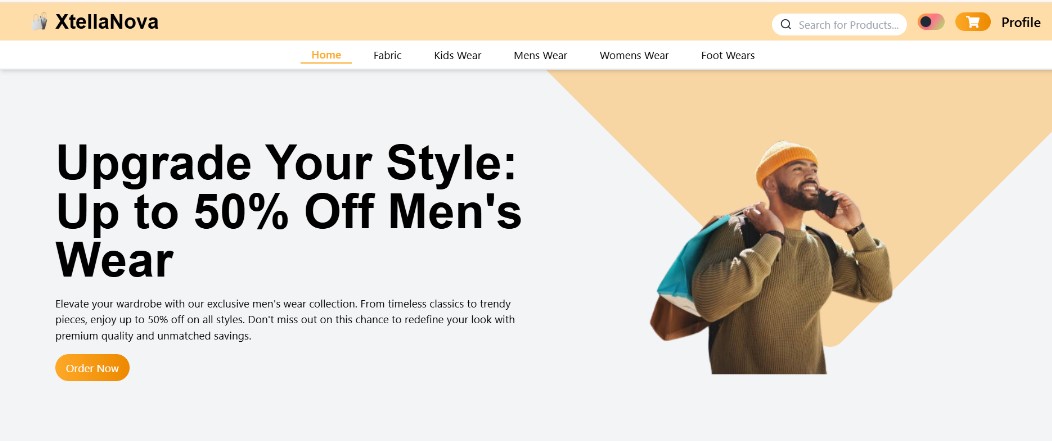 XtellaNova
Search for Products...
Profile
Home
Fabric
Kids Wear
Mens Wear
Womens Wear
Foot Wears
Upgrade Your Style:
Up to 50% Off Men's
Wear
Elevate your wardrobe with our exclusive men's wear collection. From timeless classics to trendy
pieces, enjoy up to 50% off on all styles. Don't miss out on this chance to redefine your look with
premium quality and unmatched savings.
Order Now